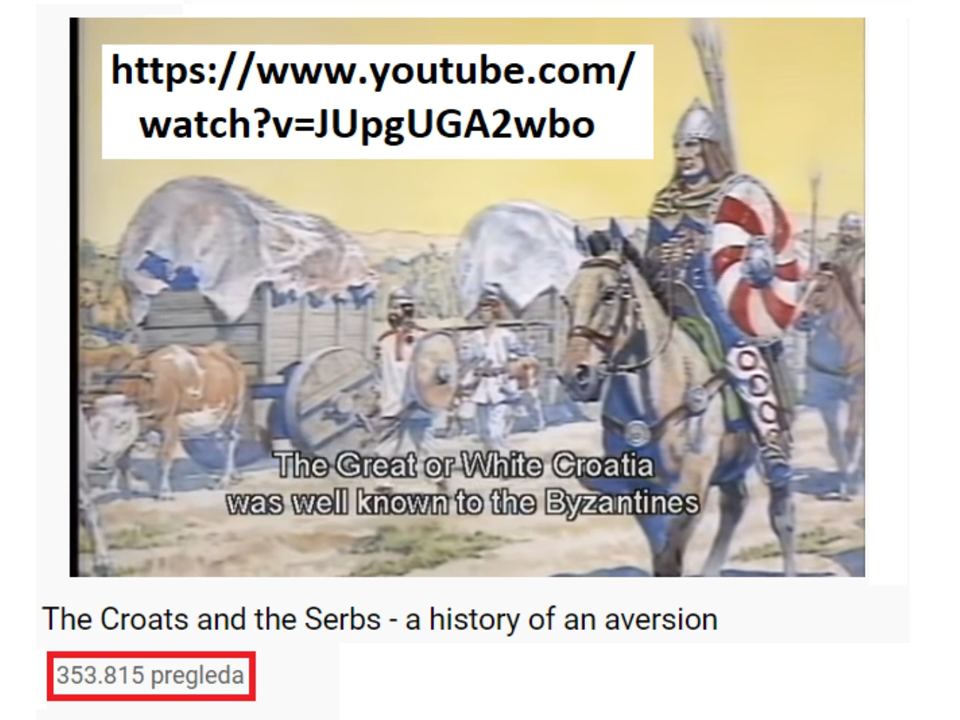 https://www.youtube.com/
watch?v=JUpgUGA2wbo
The Great or White Croatia
was well known to the Byzantines
The Croats and the Serbs - a history of an aversion
353.815 pregleda